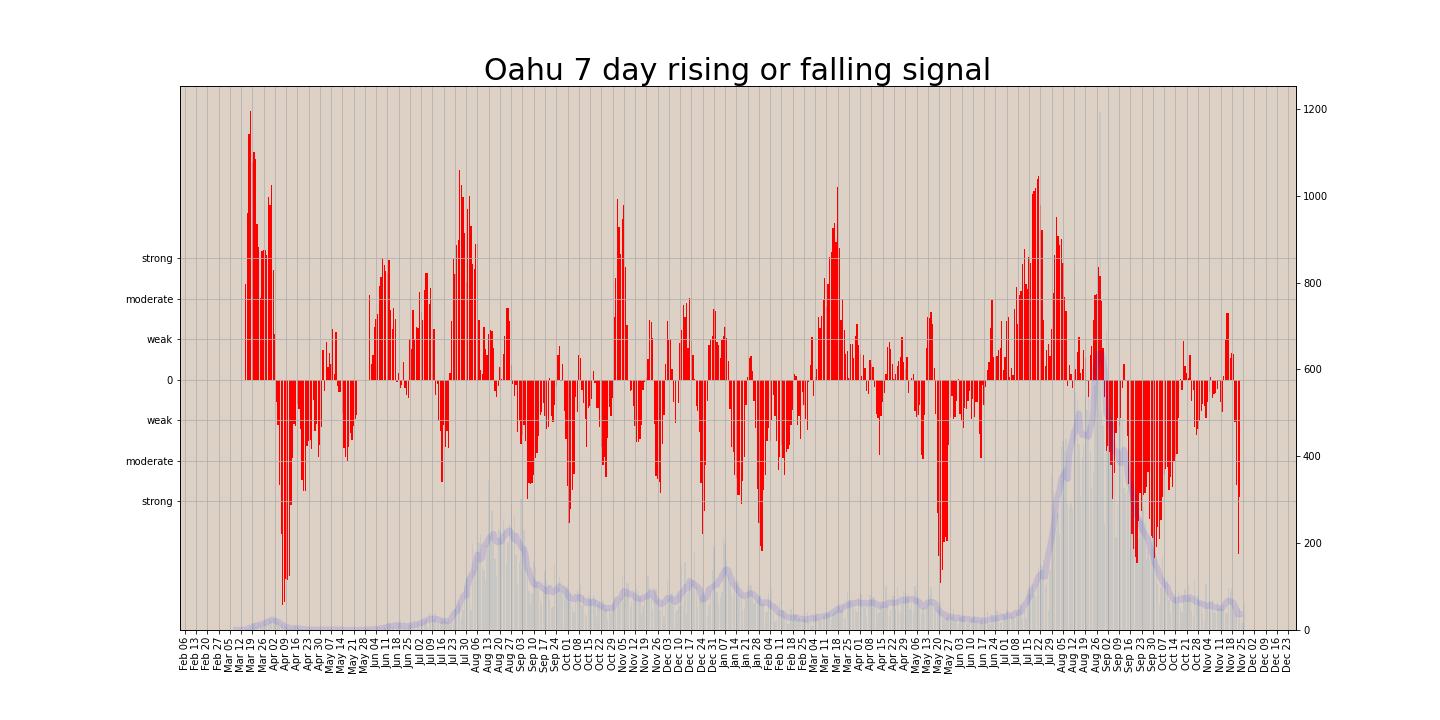 Oahu 7 day rising or falling signal
strong
moderate
weak
0
weak
moderate
strong
1200
1000
800
600
400
200
0
Feb 06
Feb 13
Feb 20
Feb 27
Mar 05
Mar 12
Mar 19
Mar 26
Apr 02
Apr 09
Apr 16
Apr 23
Apr 30
May 07
May 14
May 21
May 28
Jun 04
Jun 11
Jun 18
Jun 25
Jul 02
Jul 09
Jul 16
Jul 23
Jul 30
Aug 06
Aug 13
Aug 20
Aug 27
Sep 03
Sep 10
Sep 17
Sep 24
Oct 01
Oct 08
Oct 15
Oct 22
Oct 29
Nov 05
Nov 12
Nov 19
Nov 26
Dec 03
Dec 10
Dec 17
Dec 24
Dec 31
Jan 07
Jan 14
Jan 21
Jan 28
Feb 04
Feb 11
Feb 18
Feb 25
Mar 04
Mar 11
Mar 18
Mar 25
Apr 01
Apr 08
Apr 15
Apr 22
Apr 29
May 06
May 13
May 20
May 27
Jun 03
Jun 10
Jun 17
Jun 24
Jul 01
Jul 08
Jul 15
Jul 22
Jul 29
Aug 05
Aug 12
Aug 19
Aug 26
Sep 02
Sep 09
Sep 16
Sep 23
Sep 30
Oct 07
Oct 14
Oct 21
Oct 28
Nov 04
Nov 11
Nov 18
Nov 25
Dec 02
Dec 09
Dec 16
Dec 23